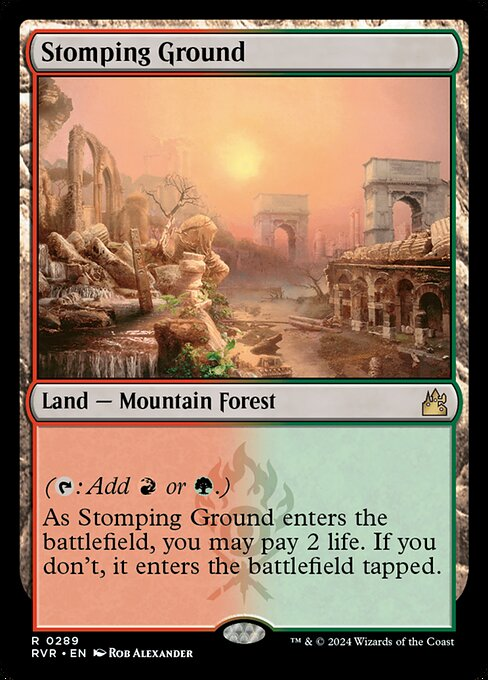 Stomping Ground
Land — Mountain Forest
(: Add or .)
As Stomping Ground enters the
battlefield, you may pay 2 life. If you
don't, it enters the battlefield tapped.
R 0289
RVR • EN Rob Alexander
™ & © 2024 Wizards of the Coast